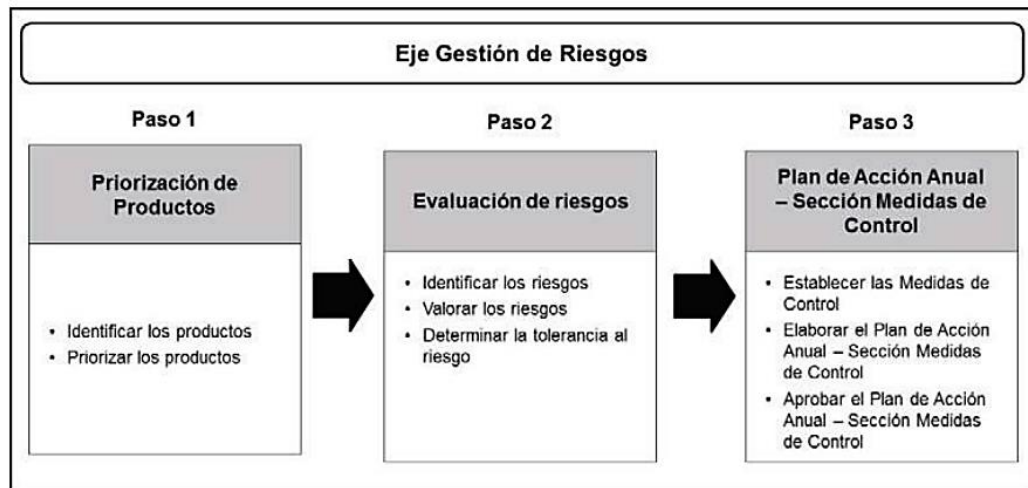 Eje Gestión de Riesgos
Paso 1
Priorización de
Productos
• Identificar los productos
• Priorizar los productos
Paso 2
Evaluación de riesgos
• Identificar los riesgos
• Valorar los riesgos
• Determinar la tolerancia al
riesgo
Paso 3
Plan de Acción Anual
– Sección Medidas de
Control
• Establecer las Medidas de
Control
• Elaborar el Plan de Acción
Anual – Sección Medidas
de Control
• Aprobar el Plan de Acción
Anual – Sección Medidas
de Control